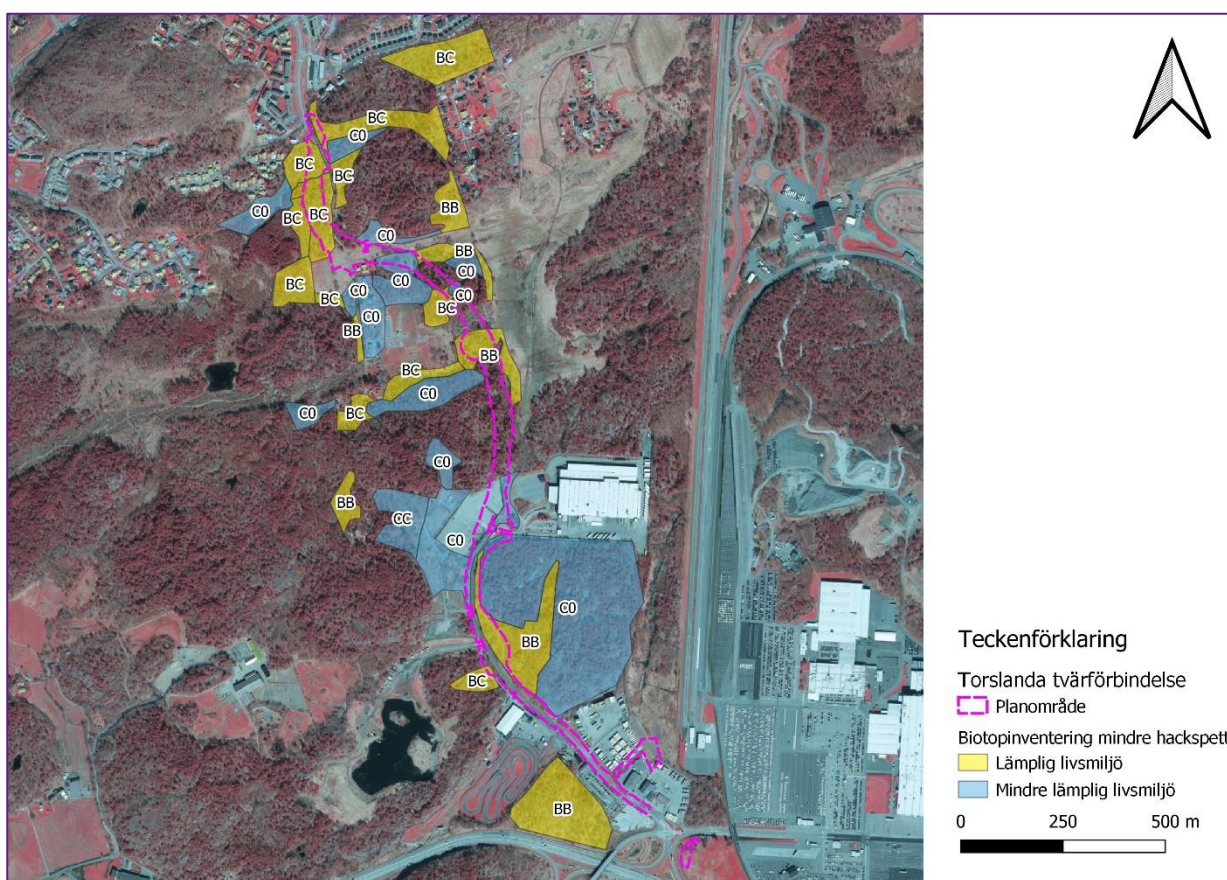 BC
BC
C0
BC
BC
C0
BC
BC
BB
C0
BB
C0
BC
C0
C0
BC
C0
BC
C0
BB
BB
BC
C0
BC
C0
C0
BB
CC
C0
C0
BB
BC
BB
Teckenförklaring
Torslanda tvärförbindelse
Planområde
Biotopinventering mindre hackspett
Lämplig livsmiljö
Mindre lämplig livsmiljö
0 250 500 m